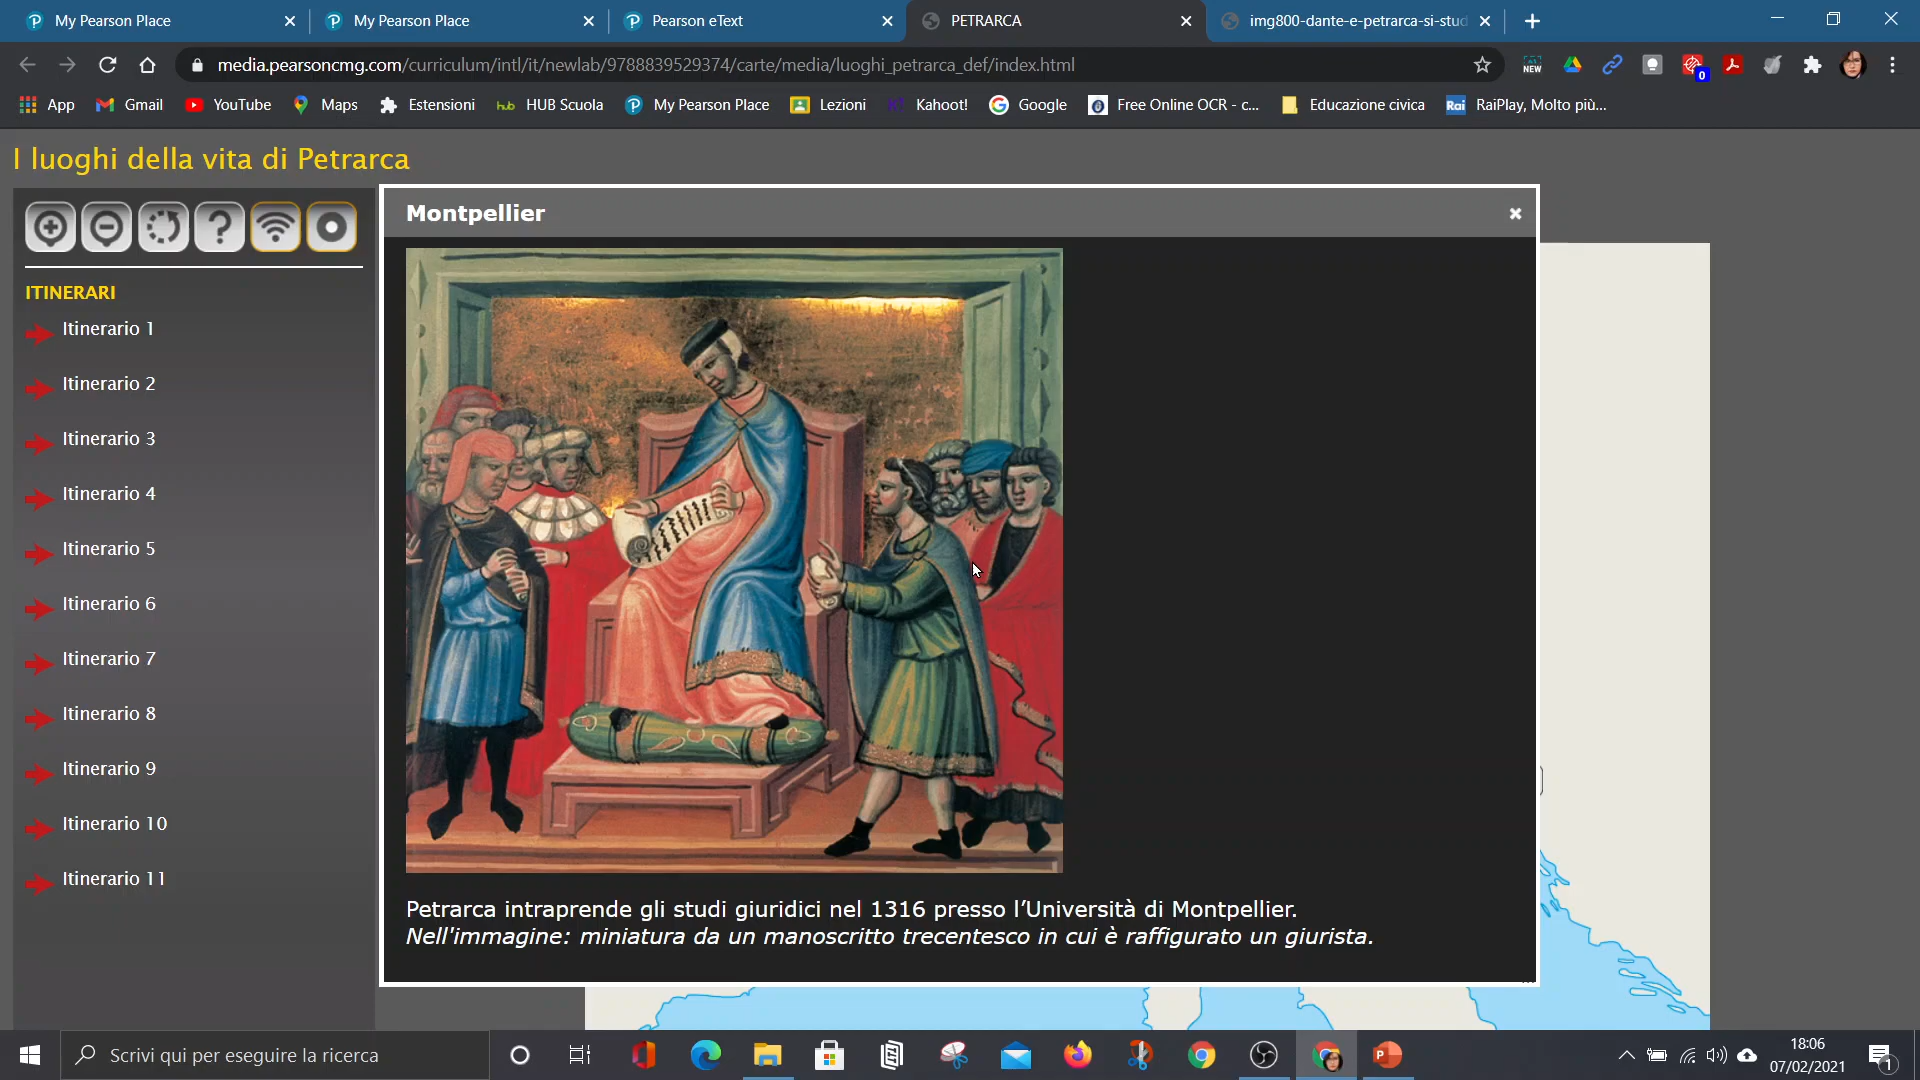 My Pearson Place
My Pearson Place
Pearson eText
PETRARCA
img800-dante-e-petrarca-si-stud
media.pearsoncmg.com/curriculum/intl/it/newlab/9788839529374/carte/media/luoghi_petrarca_def/index.html
App
Gmail
YouTube
Maps
Estensioni
HUB Scuola
My Pearson Place
Lezioni
Kahoot!
Google
Free Online OCR - c...
Educazione civica
RaiPlay, Molto più...
I luoghi della vita di Petrarca
ITINERARI
Itinerario 1
Itinerario 2
Itinerario 3
Itinerario 4
Itinerario 5
Itinerario 6
Itinerario 7
Itinerario 8
Itinerario 9
Itinerario 10
Itinerario 11
Montpellier
Petrarca intraprende gli studi giuridici nel 1316 presso l’Università di Montpellier.
Nell'immagine: miniatura da un manoscritto trecentesco in cui è raffigurato un giurista.
Scrivi qui per eseguire la ricerca
18:06
07/02/2021
1